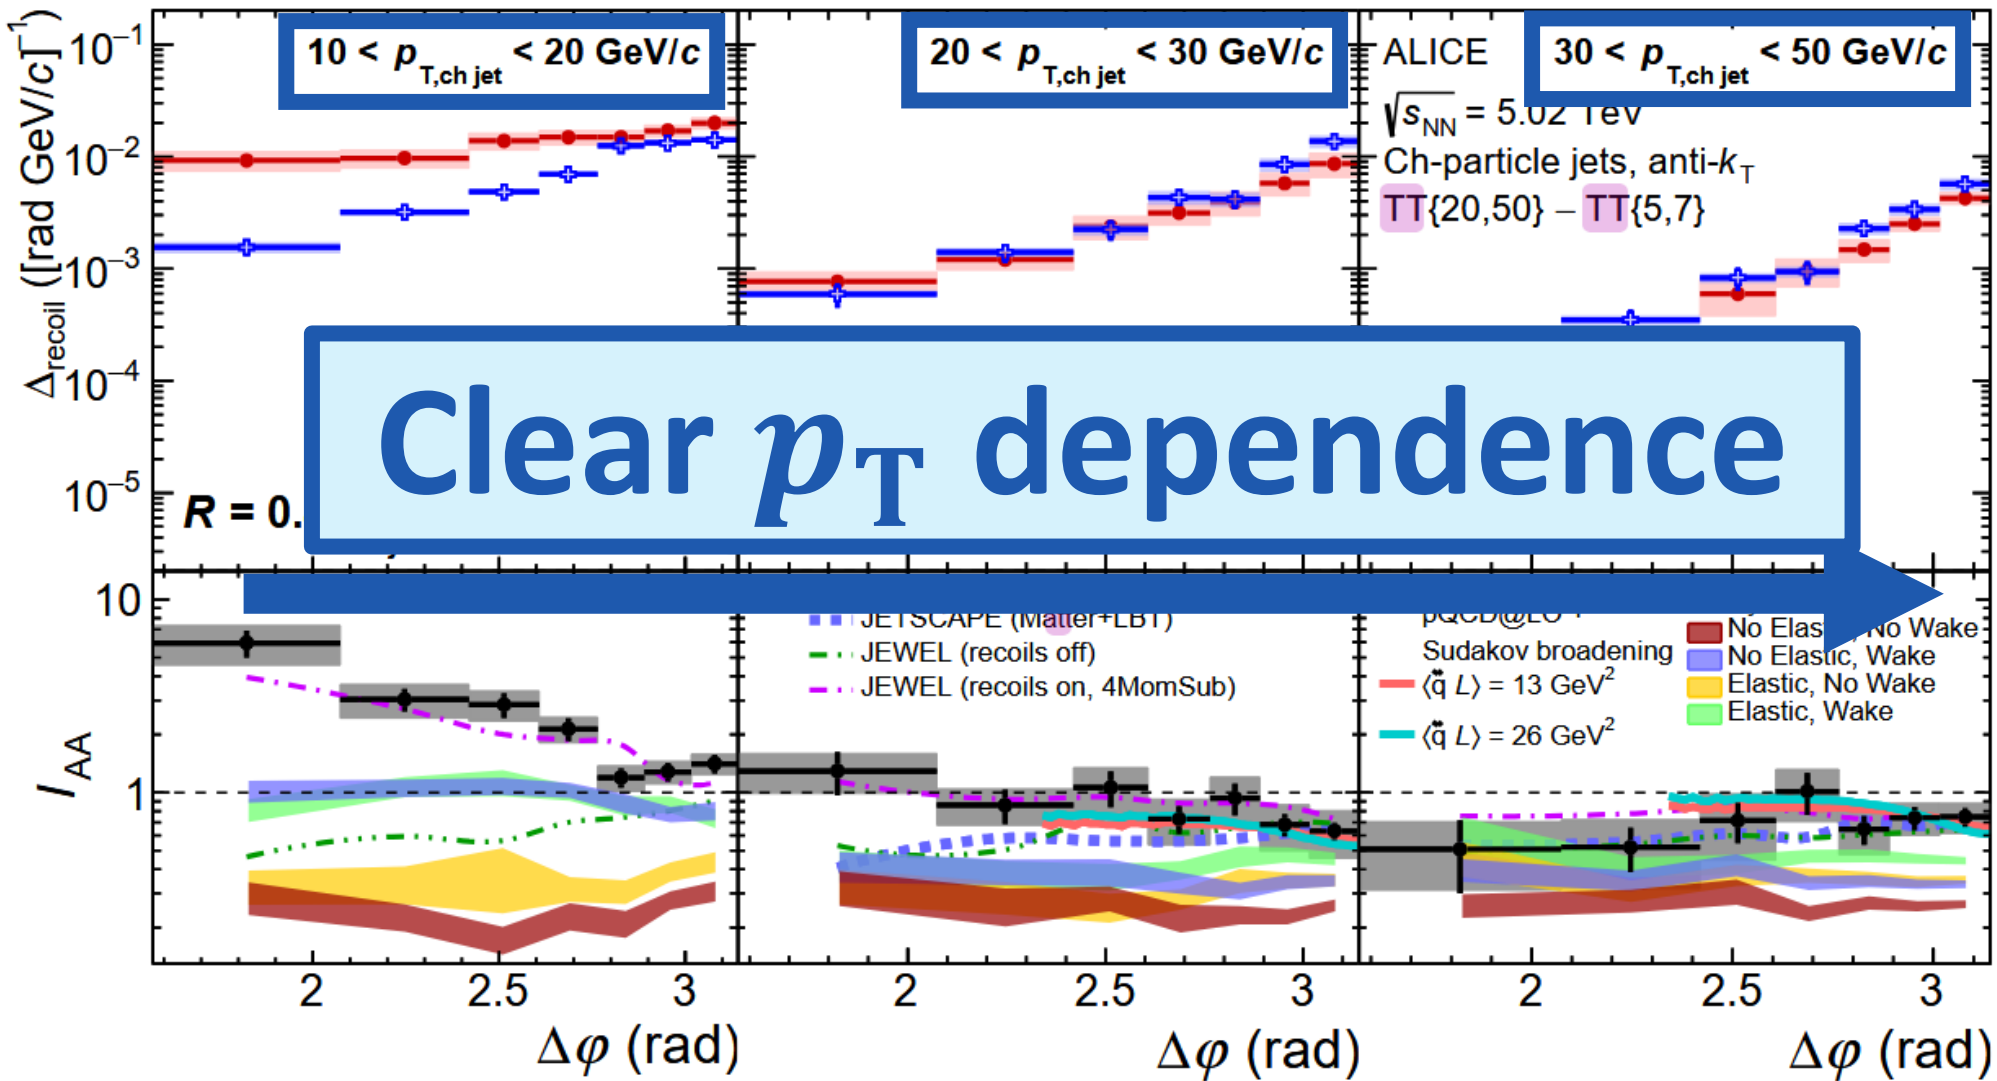 10 < p T,ch jet < 20 GeV/c
20 < p T,ch jet < 30 GeV/c
30 < p T,ch jet < 50 GeV/c
Δrecoil ([rad GeV/c]⁻¹)
10⁻¹
10⁻²
10⁻³
10⁻⁴
10⁻⁵
ALICE
√sNN = 5.02 TeV
Ch-particle jets, anti-kT
TT{20,50} – TT{5,7}
Clear pT dependence
R = 0.
IAA
10
1
JETSCAPE (Matter+LBT)
JEWEL (recoils off)
JEWEL (recoils on, 4MomSub)
pQCD@LO
Sudakov broadening
⟨q̂ L⟩ = 13 GeV²
⟨q̂ L⟩ = 26 GeV²
No Elastic, No Wake
No Elastic, Wake
Elastic, No Wake
Elastic, Wake
2 2.5 3
2 2.5 3
2 2.5 3
Δφ (rad)
Δφ (rad)
Δφ (rad)